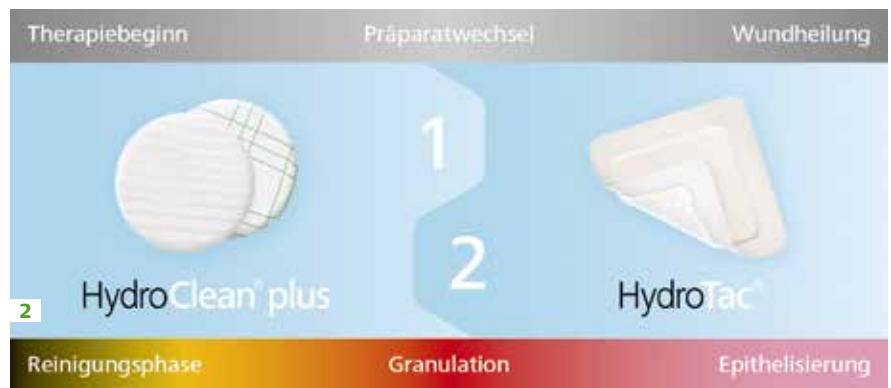 Therapiebeginn Präparatwechsel Wundheilung
1
2
HydroClean® plus HydroTac®
2
Reinigungsphase Granulation Epithelisierung